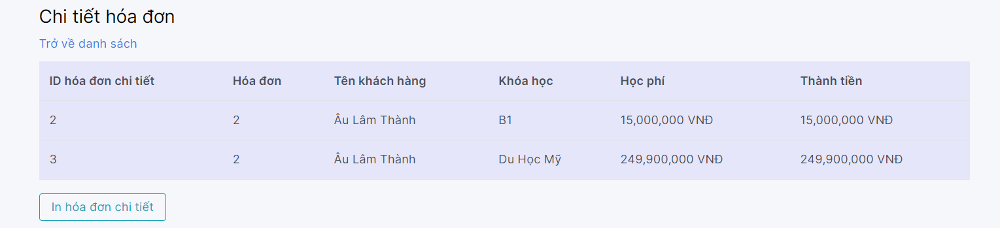 Chi tiết hóa đơn
Trở về danh sách
ID hóa đơn chi tiết Hóa đơn Tên khách hàng Khóa học Học phí Thành tiền
2 2 Âu Lâm Thành B1 15,000,000 VNĐ 15,000,000 VNĐ
3 2 Âu Lâm Thành Du Học Mỹ 249,900,000 VNĐ 249,900,000 VNĐ
In hóa đơn chi tiết